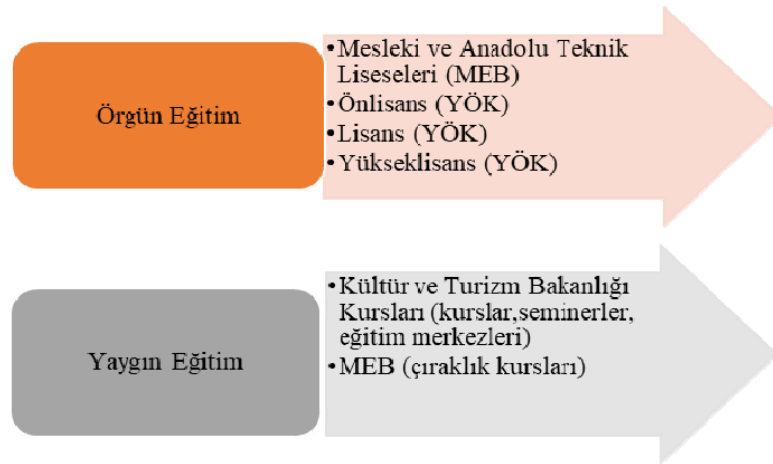 Örgün Eğitim
•Mesleki ve Anadolu Teknik
Liseseleri (MEB)
•Önlisans (YÖK)
•Lisans (YÖK)
•Yükseklisans (YÖK)
Yaygın Eğitim
•Kültür ve Turizm Bakanlığı
Kursları (kurslar,seminerler,
eğitim merkezleri)
•MEB (çıraklık kursları)